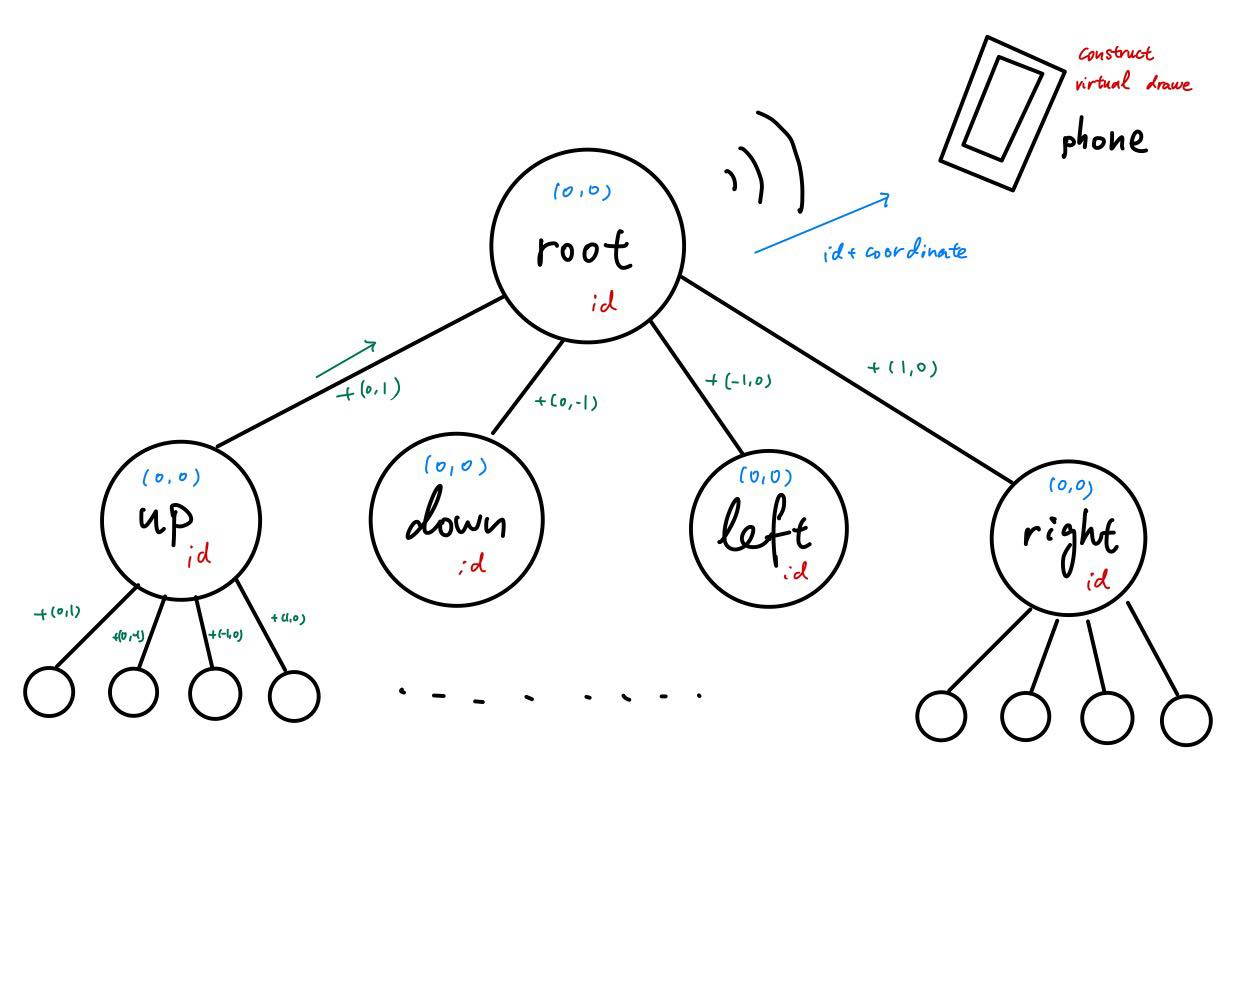 construct
virtual drawe
phone
(0,0)
root
id
id + coordinate
+(0,1)
+(0,-1)
+(-1,0)
+(1,0)
(0,0)
up
id
(0,0)
down
id
(0,0)
left
id
(0,0)
right
id
+(0,1)
+(0,-1)
+(-1,0)
+(1,0)